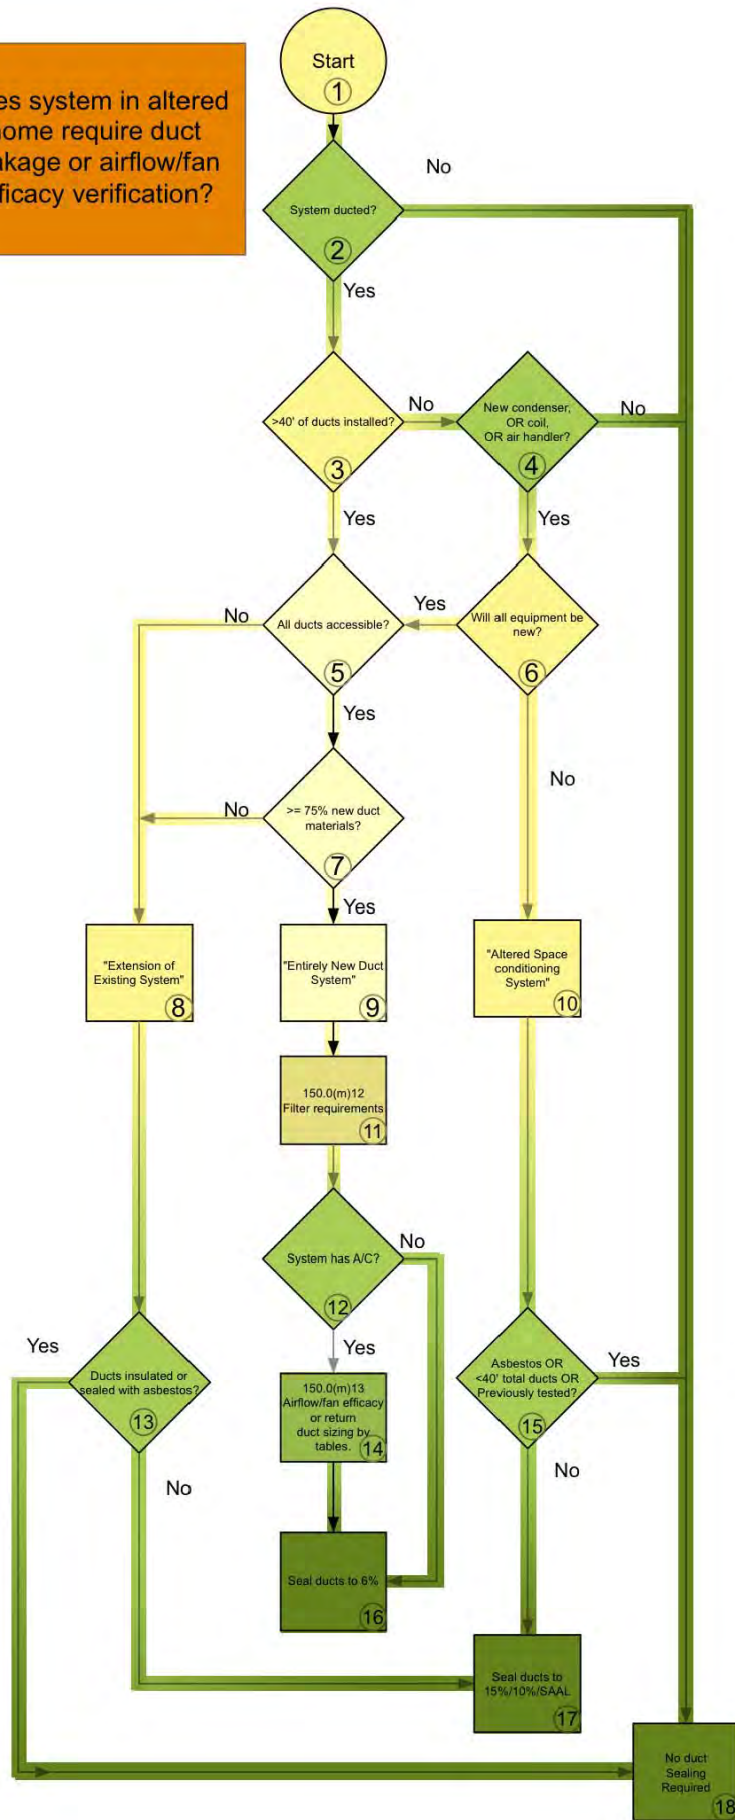 es system in altered
ome require duct
kage or airflow/fan
ficacy verification?
Start
1
No
System ducted?
2
Yes
>40' of ducts installed?
3
No
New condenser,
OR coil,
OR air handler?
4
No
Yes
Yes
No
All ducts accessible?
5
Yes
Will all equipment be
new?
6
Yes
No
No
>= 75% new duct
materials?
7
Yes
"Extension of
Existing System"
8
"Entirely New Duct
System"
9
"Altered Space
conditioning
System"
10
150.0(m)12
Filter requirements
11
System has A/C?
12
No
Yes
Yes
Ducts insulated or
sealed with asbestos?
13
No
150.0(m)13
Airflow/fan efficacy
or return
duct sizing by
tables.
14
Asbestos OR
<40' total ducts OR
Previously tested?
15
Yes
No
Seal ducts to 6%
16
Seal ducts to
15%/10%/SAAL
17
No duct
Sealing
Required
18